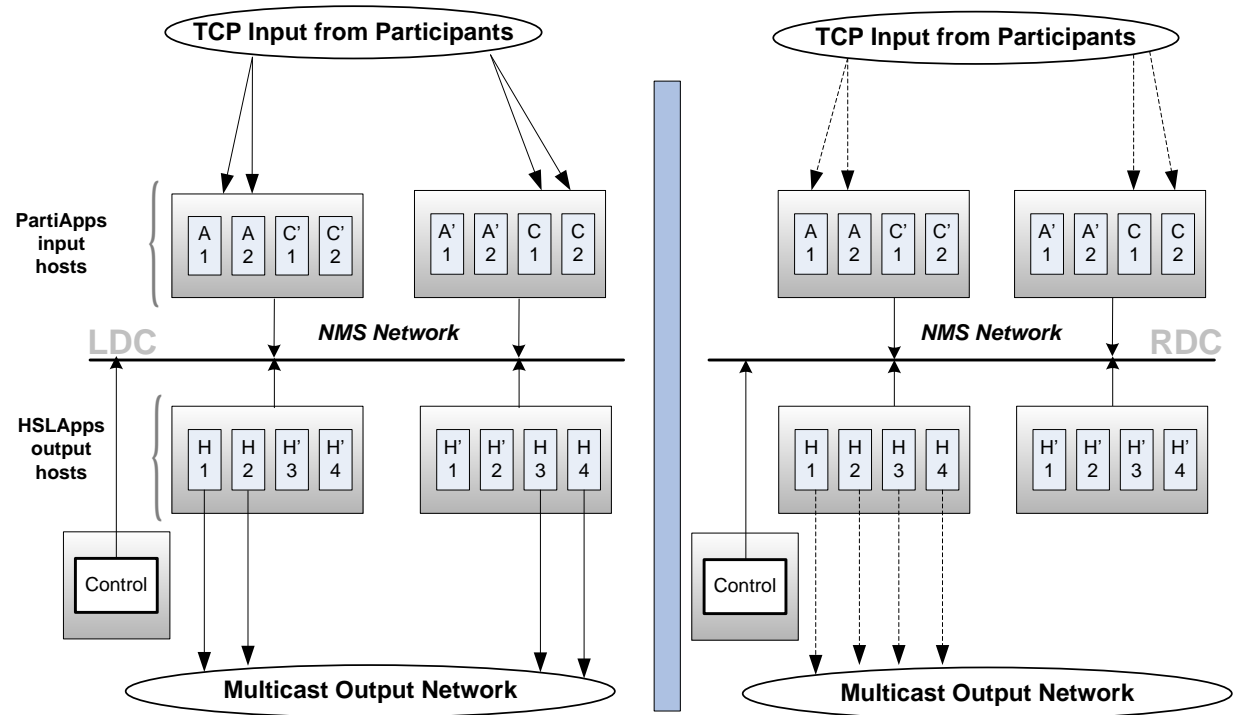 TCP Input from Participants
TCP Input from Participants
PartiApps
input
hosts
A
1
A
2
C'
1
C'
2
A'
1
A'
2
C
1
C
2
A
1
A
2
C'
1
C'
2
A'
1
A'
2
C
1
C
2
LDC
NMS Network
NMS Network
RDC
HSLApps
output
hosts
H
1
H
2
H'
3
H'
4
H'
1
H'
2
H
3
H
4
H
1
H
2
H
3
H
4
H'
1
H'
2
H'
3
H'
4
Control
Control
Multicast Output Network
Multicast Output Network